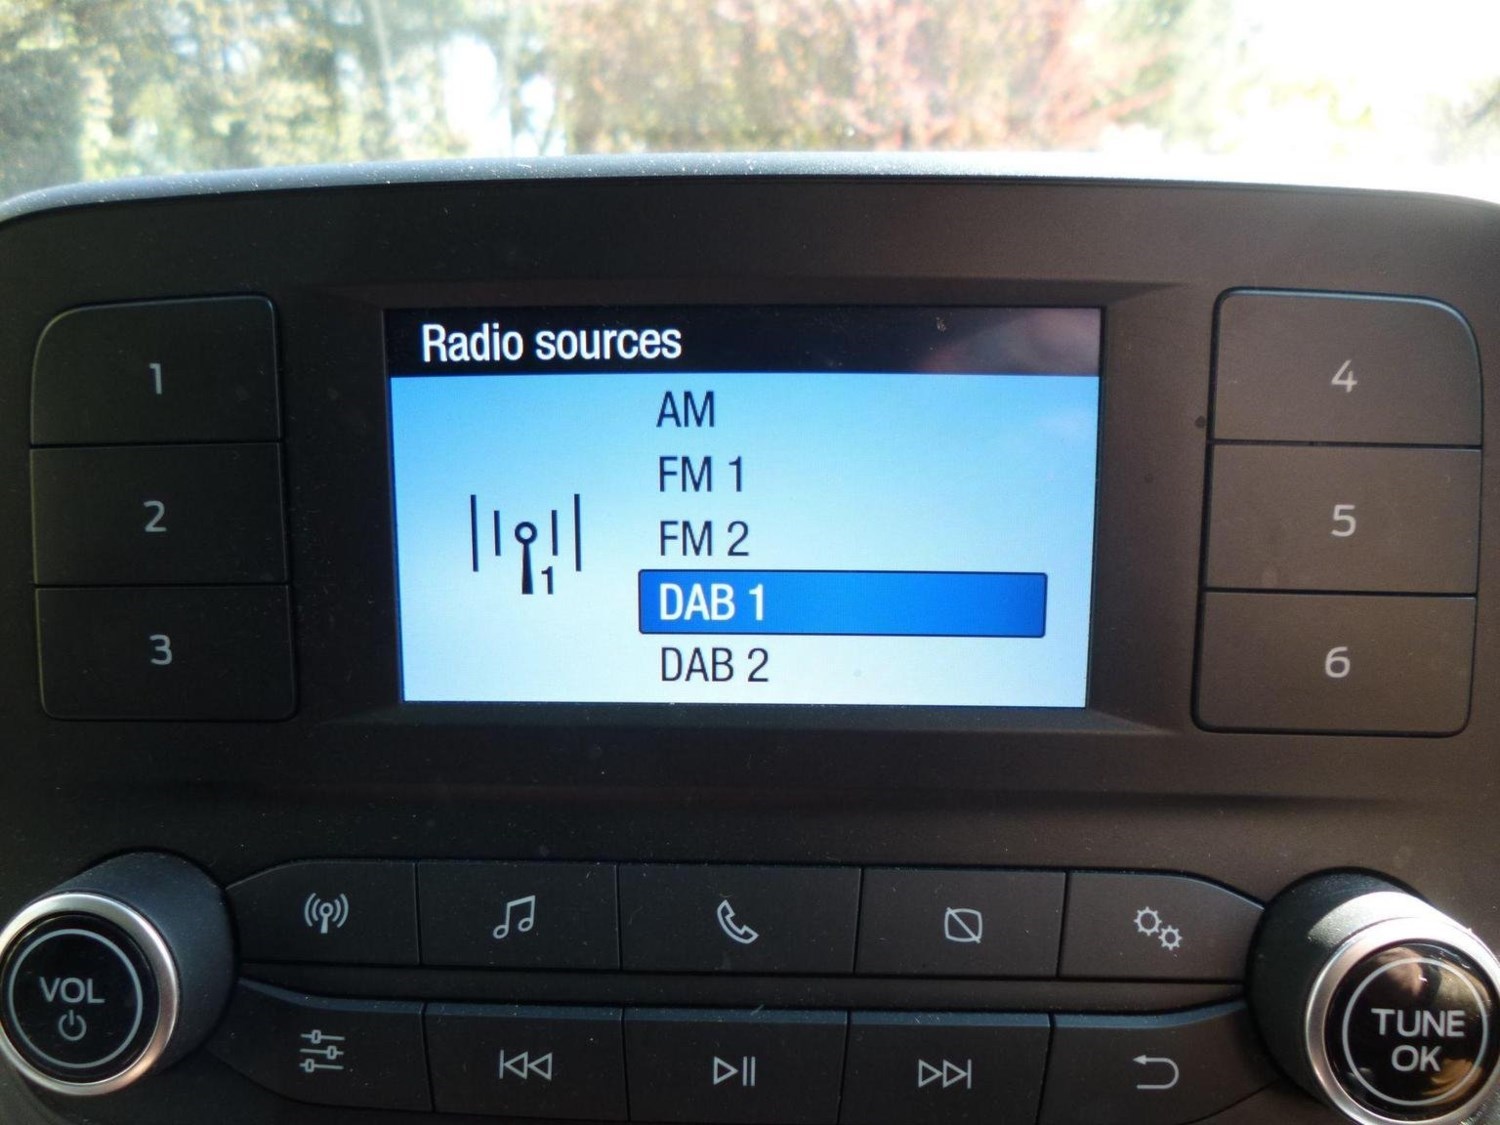 Radio sources
AM
FM 1
FM 2
DAB 1
DAB 2
1
1
2
3
4
5
6
VOL
TUNE
OK